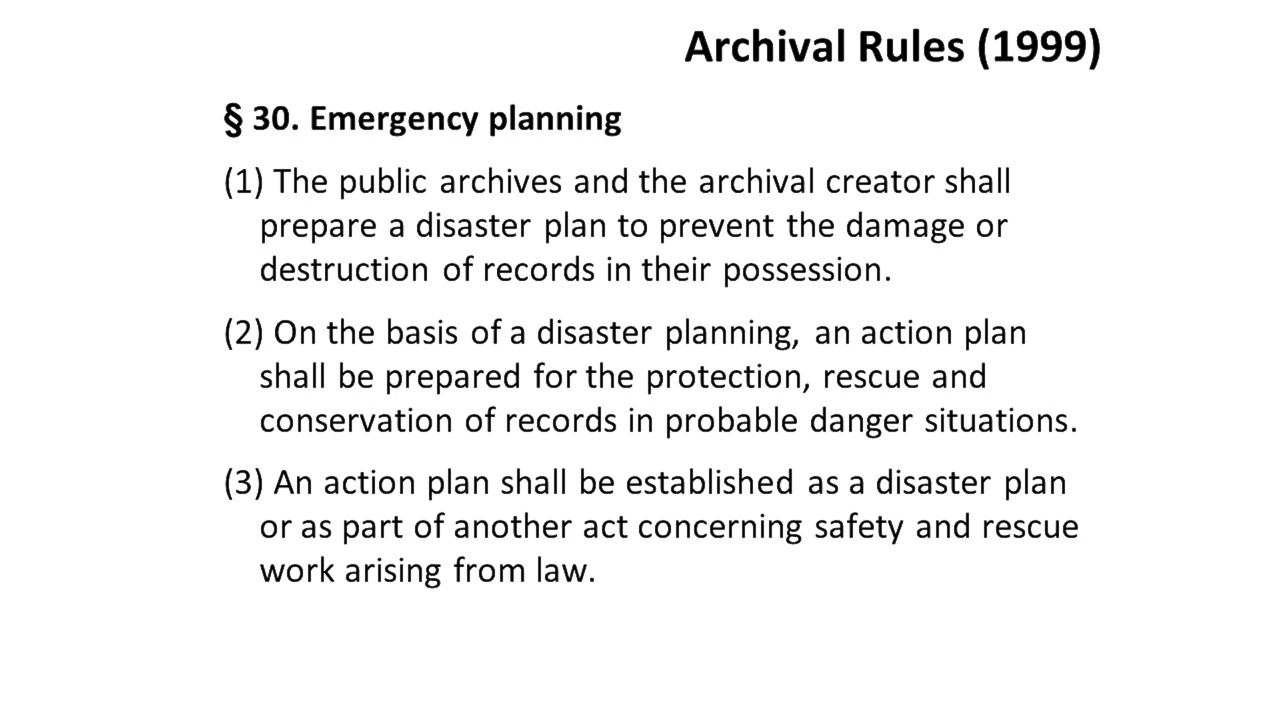 Archival Rules (1999)
§ 30. Emergency planning
(1) The public archives and the archival creator shall
prepare a disaster plan to prevent the damage or
destruction of records in their possession.
(2) On the basis of a disaster planning, an action plan
shall be prepared for the protection, rescue and
conservation of records in probable danger situations.
(3) An action plan shall be established as a disaster plan
or as part of another act concerning safety and rescue
work arising from law.